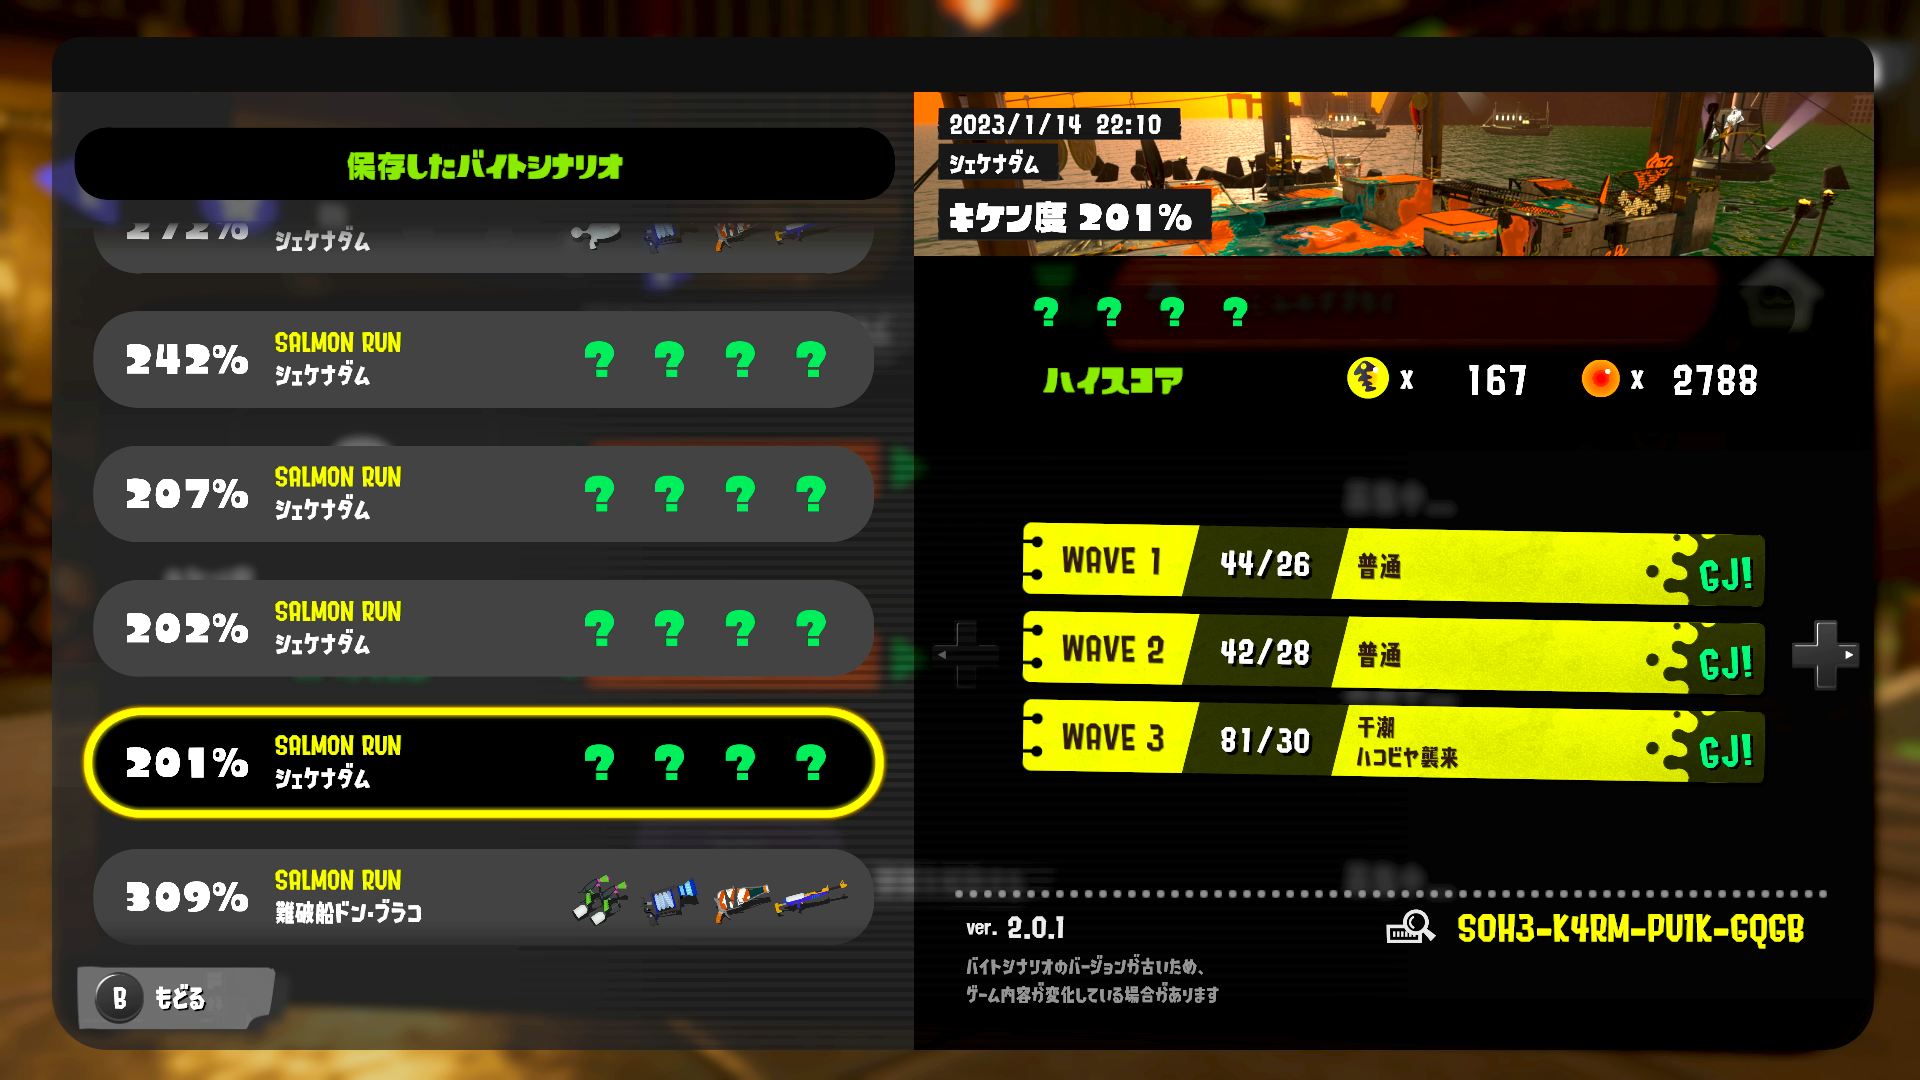 保存したバイトシナリオ
272%
シェケナダム
242%
SALMON RUN
シェケナダム
? ? ? ?
207%
SALMON RUN
シェケナダム
? ? ? ?
202%
SALMON RUN
シェケナダム
? ? ? ?
201%
SALMON RUN
シェケナダム
? ? ? ?
309%
SALMON RUN
難破船ドン・ブラコ
B もどる
2023/1/14 22:10
シェケナダム
キケン度 201%
? ? ? ?
ハイスコア x 167 x 2788
WAVE 1 44/26 普通 GJ!
WAVE 2 42/28 普通 GJ!
WAVE 3 81/30 干潮 GJ!
ハコビヤ襲来
ver. 2.0.1
SOH3-K4RM-PU1K-GQGB
バイトシナリオのバージョンが古いため、
ゲーム内容が変化している場合があります